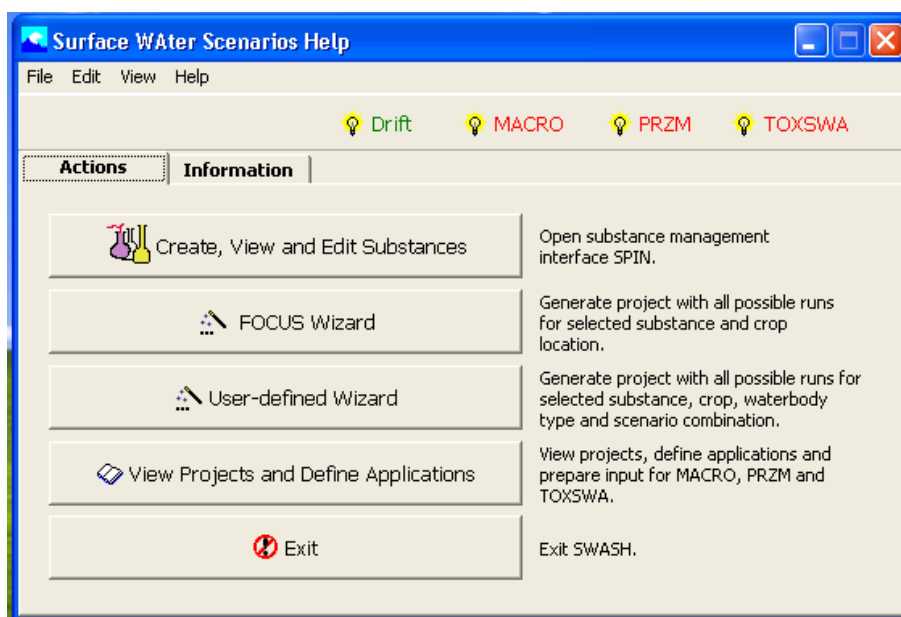 Surface WAter Scenarios Help
File Edit View Help
Drift MACRO PRZM TOXSWA
Actions Information
Create, View and Edit Substances
Open substance management
interface SPIN.
FOCUS Wizard
Generate project with all possible runs
for selected substance and crop
location.
User-defined Wizard
Generate project with all possible runs for
selected substance, crop, waterbody
type and scenario combination.
View Projects and Define Applications
View projects, define applications and
prepare input for MACRO, PRZM and
TOXSWA.
Exit
Exit SWASH.